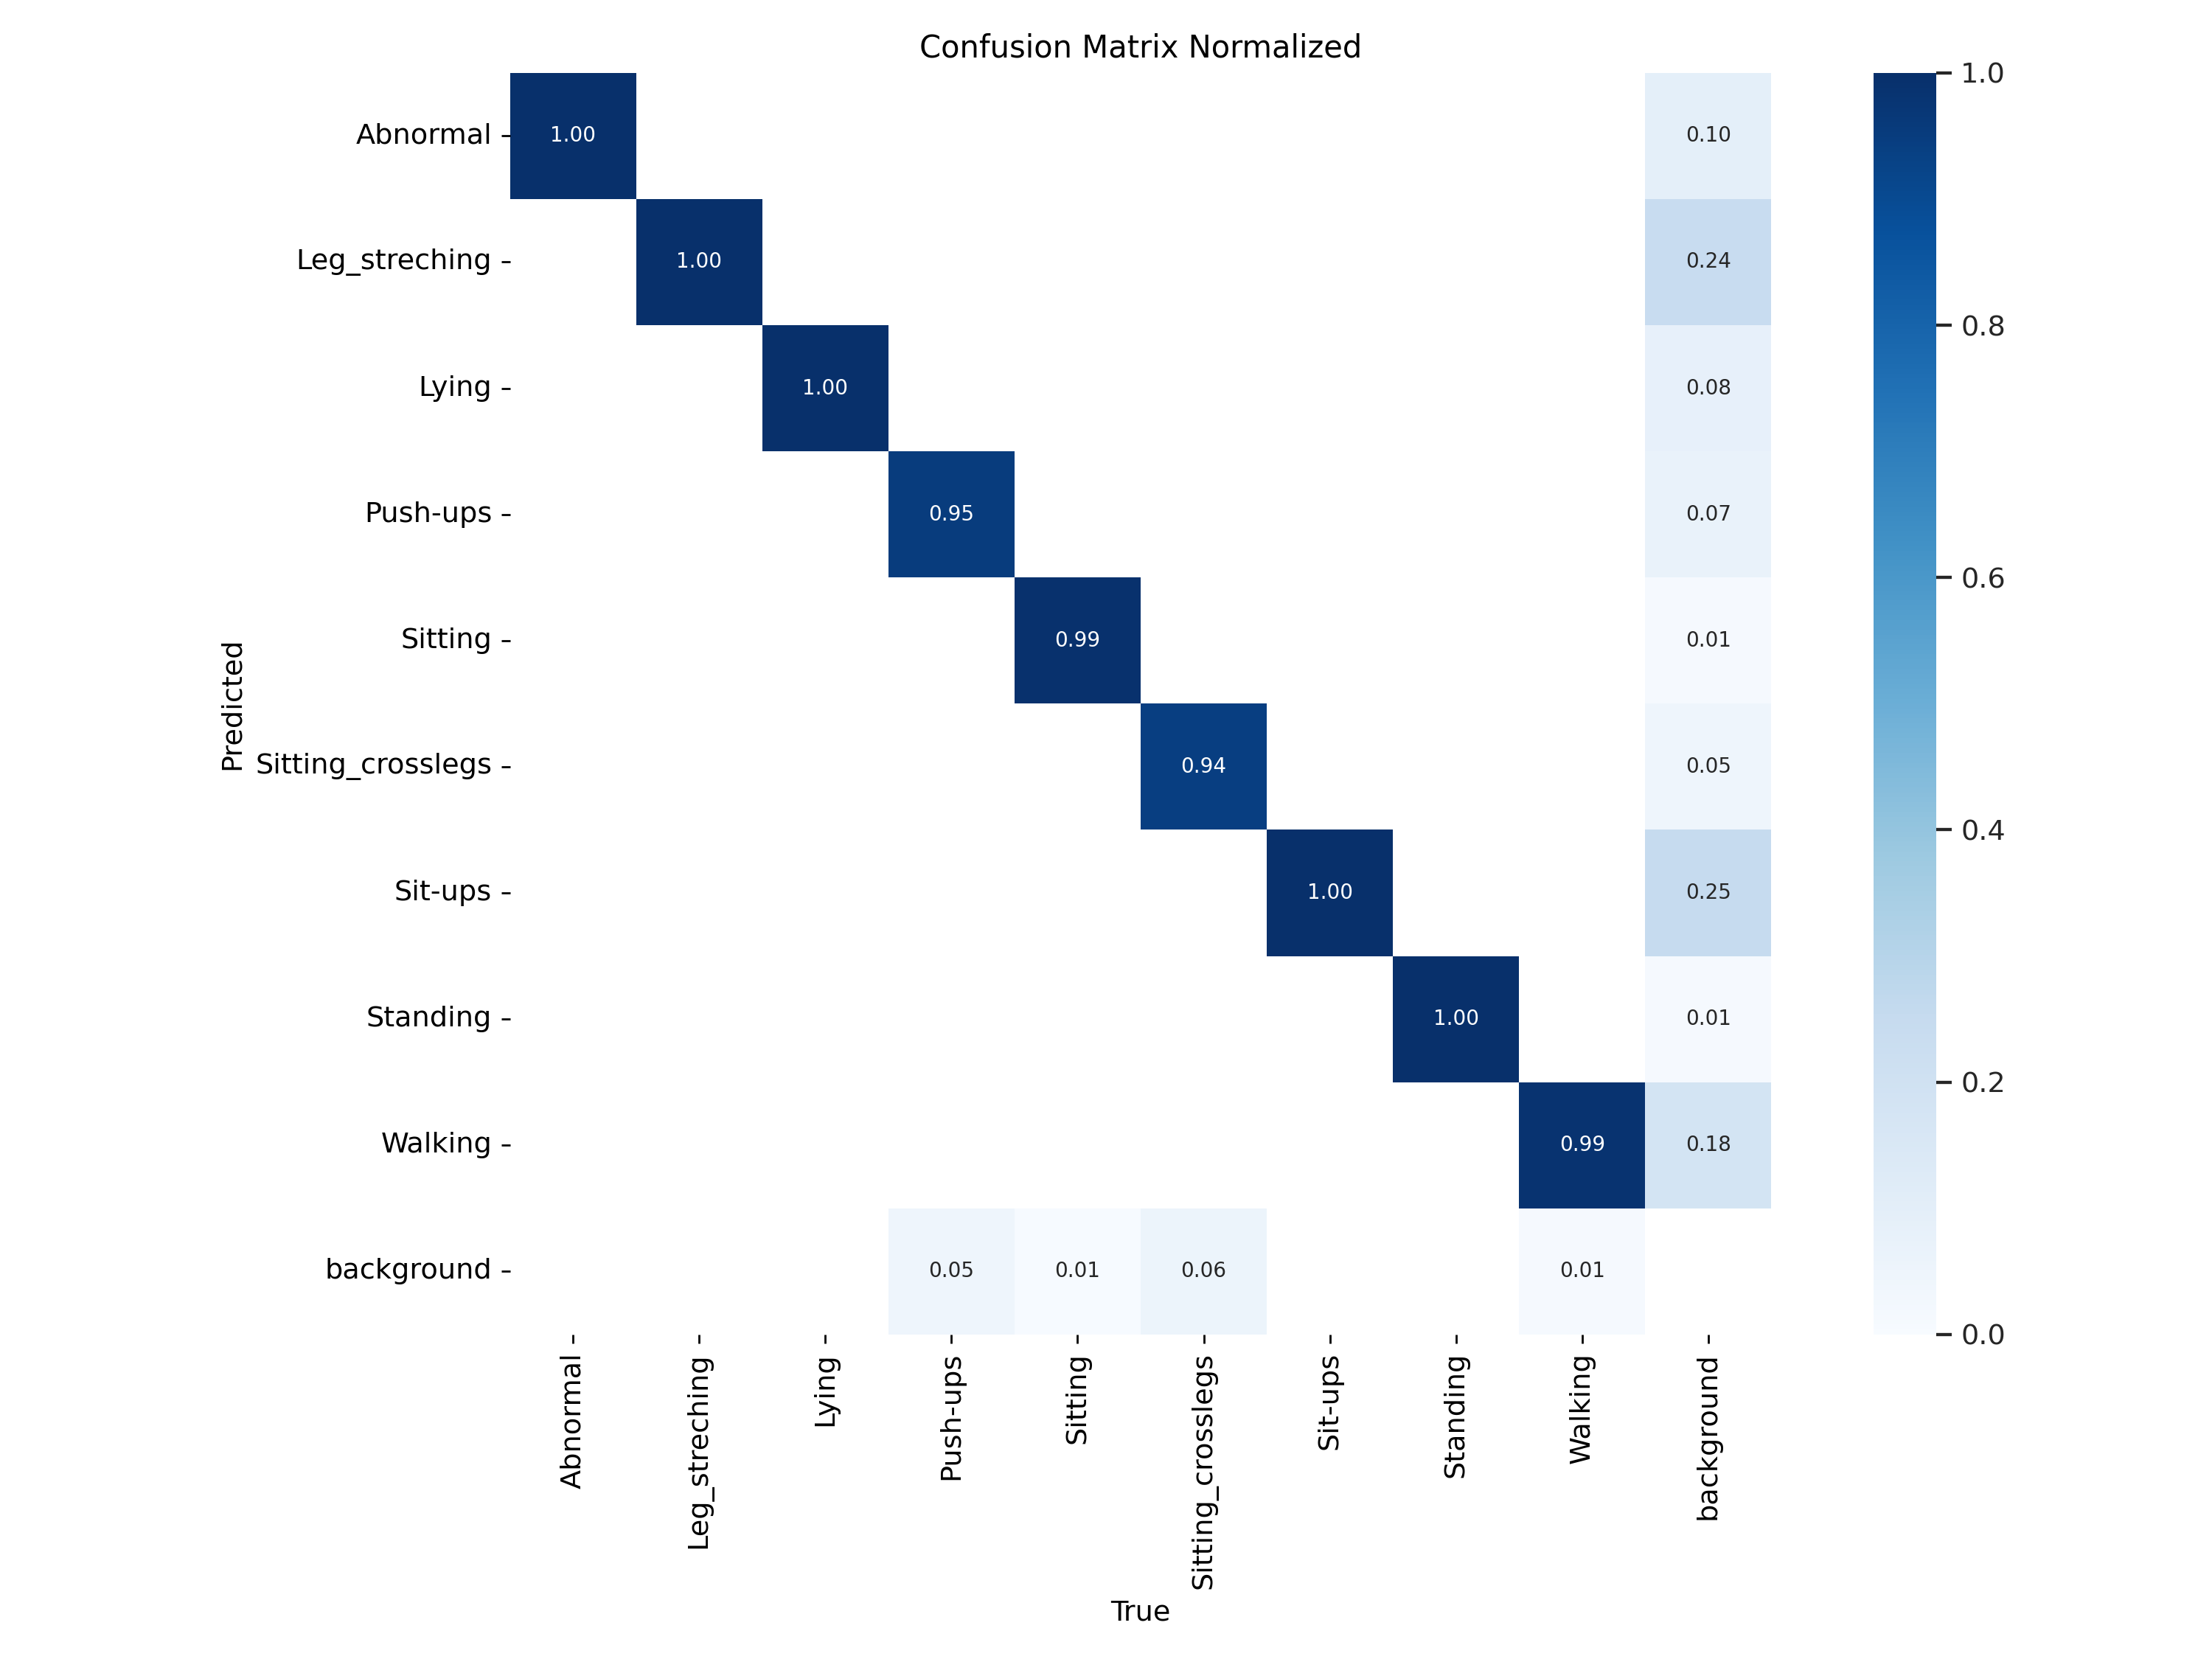 Confusion Matrix Normalized
Abnormal 1.00 0.10
Leg_streching 1.00 0.24
Lying 1.00 0.08
Push-ups 0.95 0.07
Sitting 0.99 0.01
Predicted
Sitting_crosslegs 0.94 0.05
Sit-ups 1.00 0.25
Standing 1.00 0.01
Walking 0.99 0.18
background 0.05 0.01 0.06 0.01
Abnormal
Leg_streching
Lying
Push-ups
Sitting
Sitting_crosslegs
Sit-ups
Standing
Walking
background
True
1.0
0.8
0.6
0.4
0.2
0.0